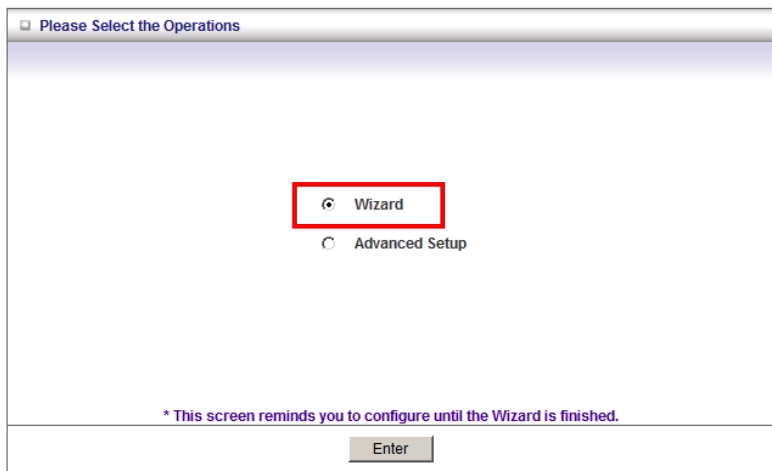 Please Select the Operations
Wizard
Advanced Setup
* This screen reminds you to configure until the Wizard is finished.
Enter